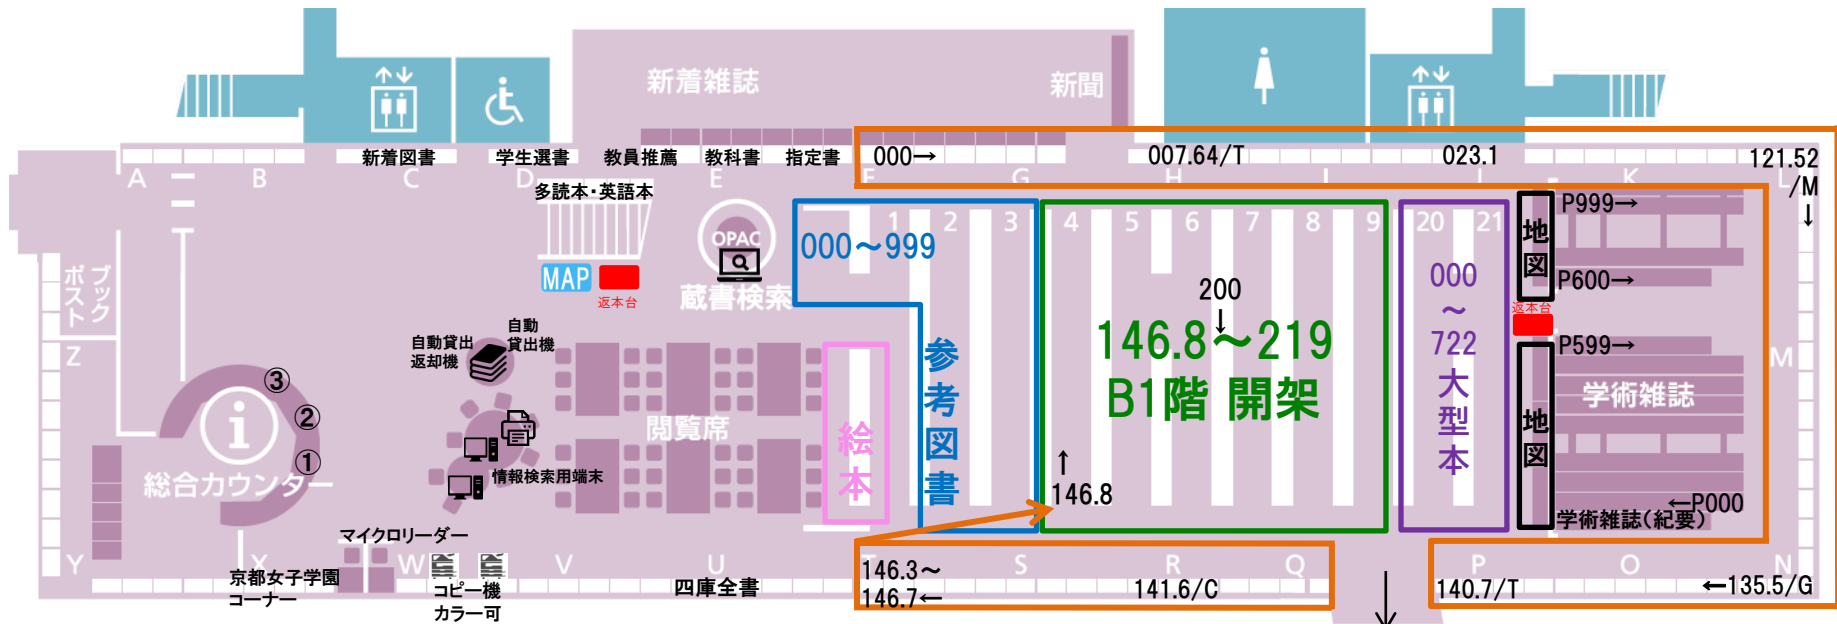 新着雑誌
新聞
新着図書
学生選書
教員推薦
教科書
指定書
000→
007.64/T
023.1
121.52
/M
↓
A
B
C
D
E
F
G
H
I
J
K
L
多読本・英語本
OPAC
蔵書検索
MAP
返本台
000～999
1
2
3
4
5
6
7
8
9
20
21
参考図書
200
↓
146.8～219
B1階 開架
↑
146.8
000
～
722
大型本
地図
地図
返本台
P999→
P600→
P599→
学術雑誌
←P000
学術雑誌(紀要)
ブックポスト
Z
M
自動貸出
返却機
自動
貸出機
③
②
①
総合カウンター
情報検索用端末
閲覧席
絵本
マイクロリーダー
Y
X
W
V
U
T
S
R
Q
P
O
N
京都女子学園
コーナー
コピー機
カラー可
四庫全書
146.3～
146.7←
141.6/C
140.7/T
←135.5/G